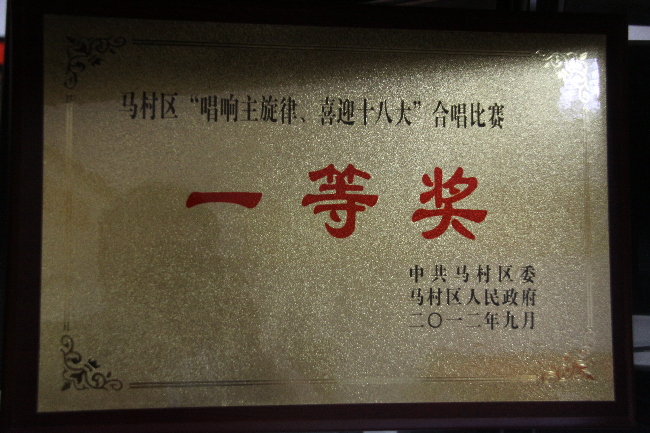 马村区“唱响主旋律、喜迎十八大”合唱比赛
一等奖
中共马村区委
马村区人民政府
二〇一二年九月